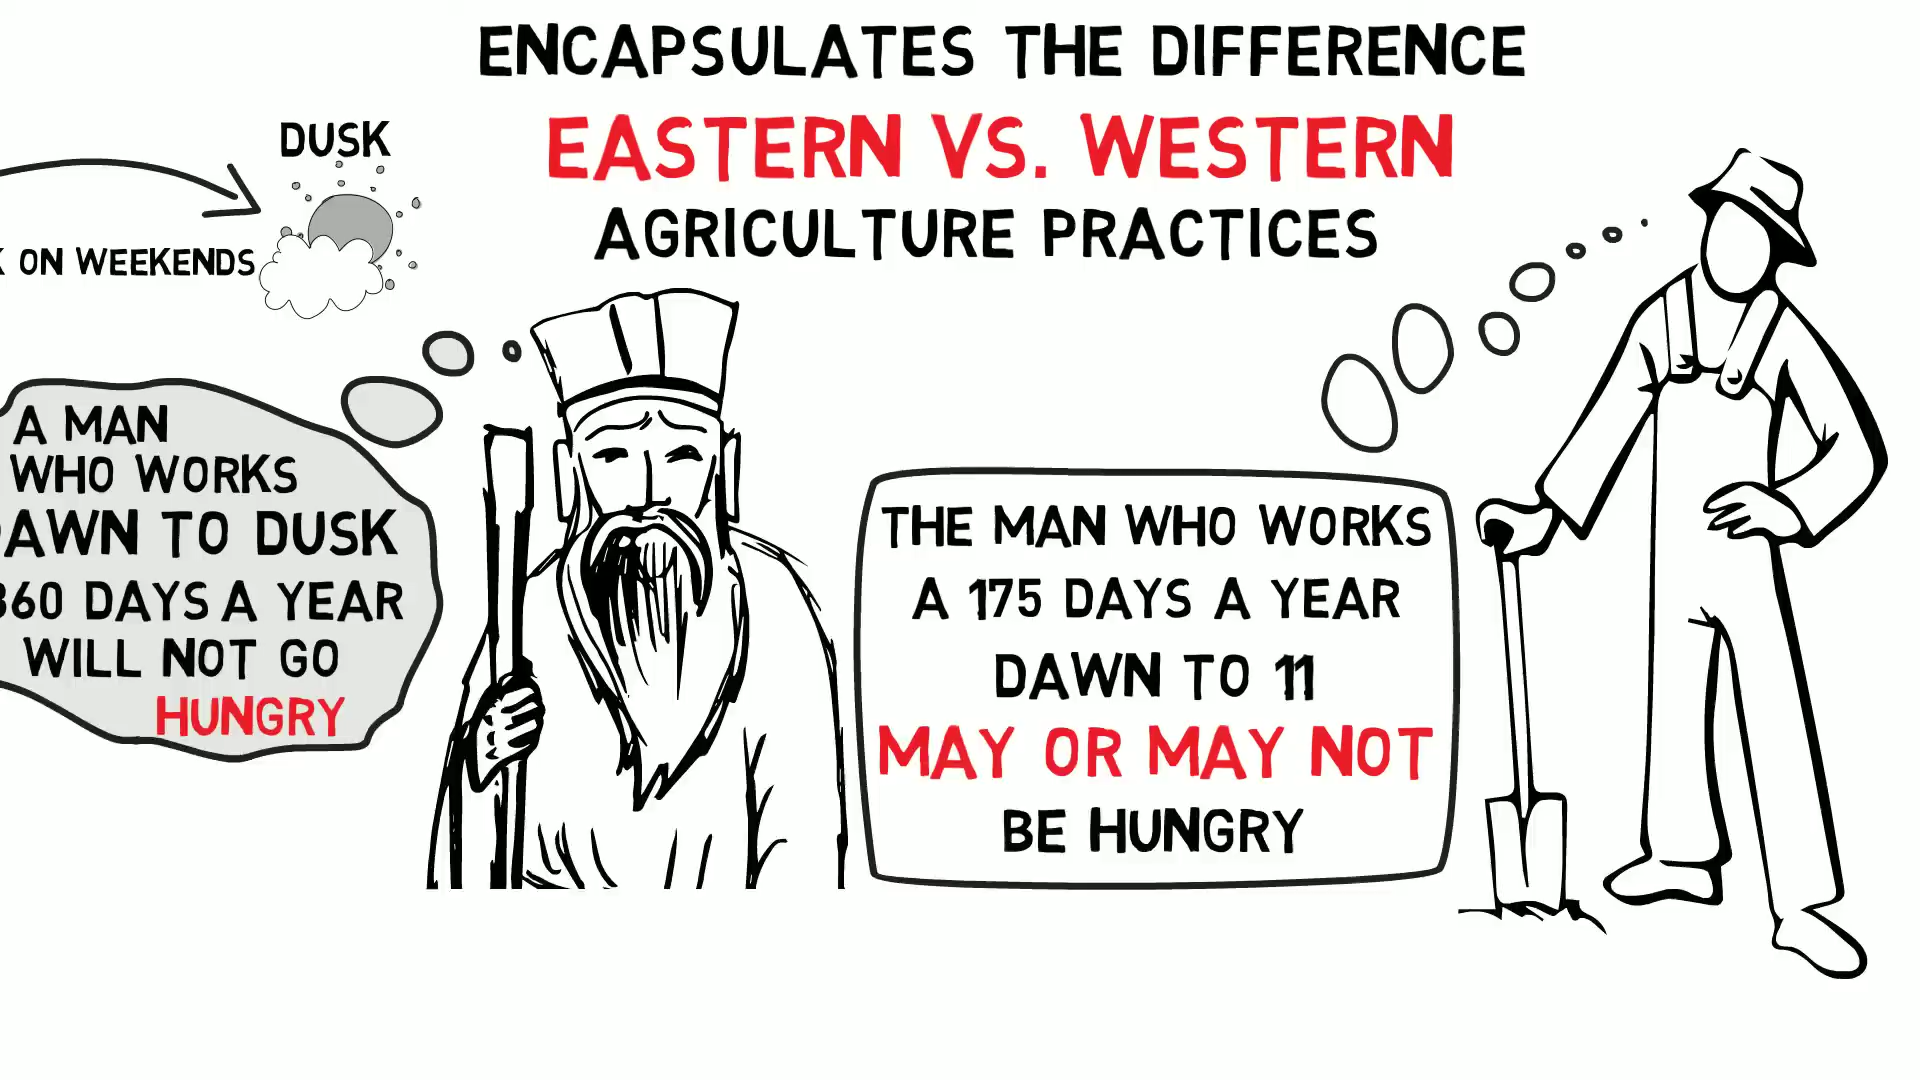 ENCAPSULATES THE DIFFERENCE
EASTERN VS. WESTERN
AGRICULTURE PRACTICES
DUSK
ON WEEKENDS
A MAN
WHO WORKS
DAWN TO DUSK
360 DAYS A YEAR
WILL NOT GO
HUNGRY
THE MAN WHO WORKS
A 175 DAYS A YEAR
DAWN TO 11
MAY OR MAY NOT
BE HUNGRY